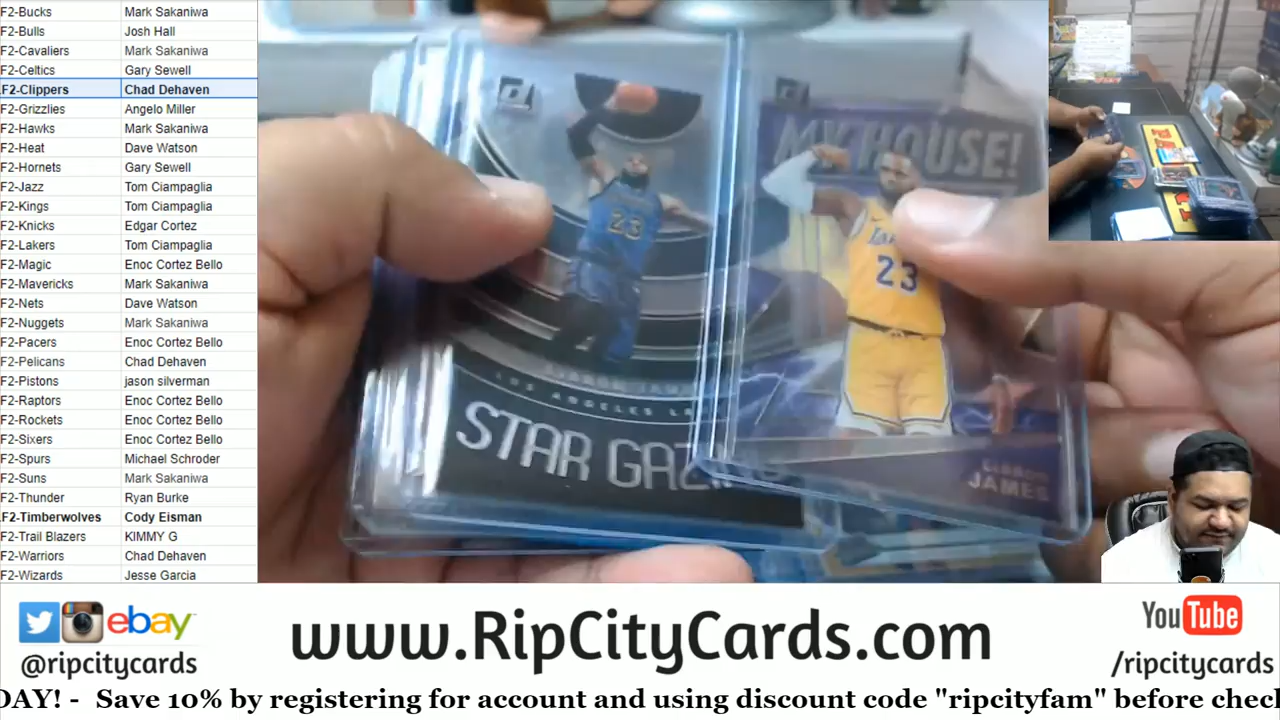 F2-Bucks Mark Sakaniwa
F2-Bulls Josh Hall
F2-Cavaliers Mark Sakaniwa
F2-Celtics Gary Sewell
F2-Clippers Chad Dehaven
F2-Grizzlies Angelo Miller
F2-Hawks Mark Sakaniwa
F2-Heat Dave Watson
F2-Hornets Gary Sewell
F2-Jazz Tom Ciampaglia
F2-Kings Tom Ciampaglia
F2-Knicks Edgar Cortez
F2-Lakers Tom Ciampaglia
F2-Magic Enoc Cortez Bello
F2-Mavericks Mark Sakaniwa
F2-Nets Dave Watson
F2-Nuggets Mark Sakaniwa
F2-Pacers Enoc Cortez Bello
F2-Pelicans Chad Dehaven
F2-Pistons jason silverman
F2-Raptors Enoc Cortez Bello
F2-Rockets Enoc Cortez Bello
F2-Sixers Enoc Cortez Bello
F2-Spurs Michael Schroder
F2-Suns Mark Sakaniwa
F2-Thunder Ryan Burke
F2-Timberwolves Cody Eisman
F2-Trail Blazers KIMMY G
F2-Warriors Chad Dehaven
F2-Wizards Jesse Garcia
23
LOS ANGELES
STAR
MY HOUSE!
23
JAMES
ebay
@ripcitycards
www.RipCityCards.com
YouTube
/ripcitycards
DAY! - Save 10% by registering for account and using discount code "ripcityfam" before